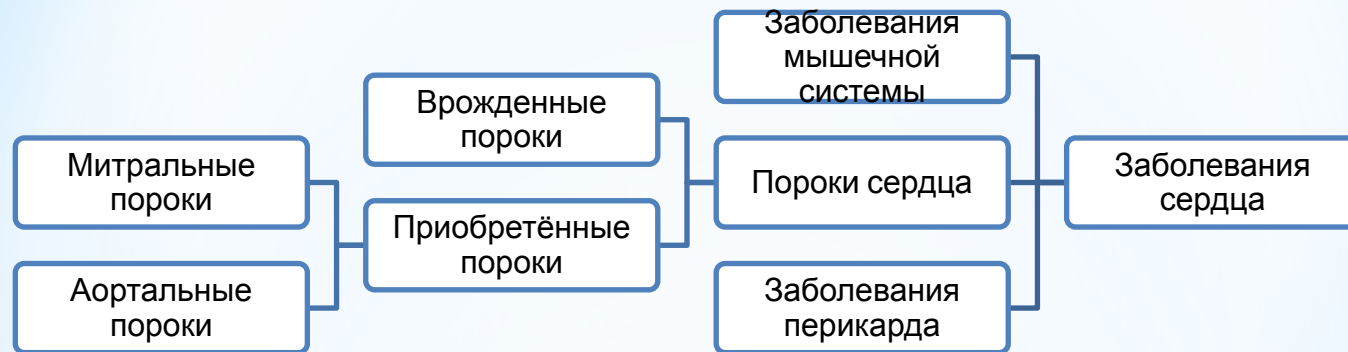 Заболевания
мышечной
системы
Врожденные
пороки
Митральные
пороки
Пороки сердца
Заболевания
сердца
Приобретённые
пороки
Аортальные
пороки
Заболевания
перикарда